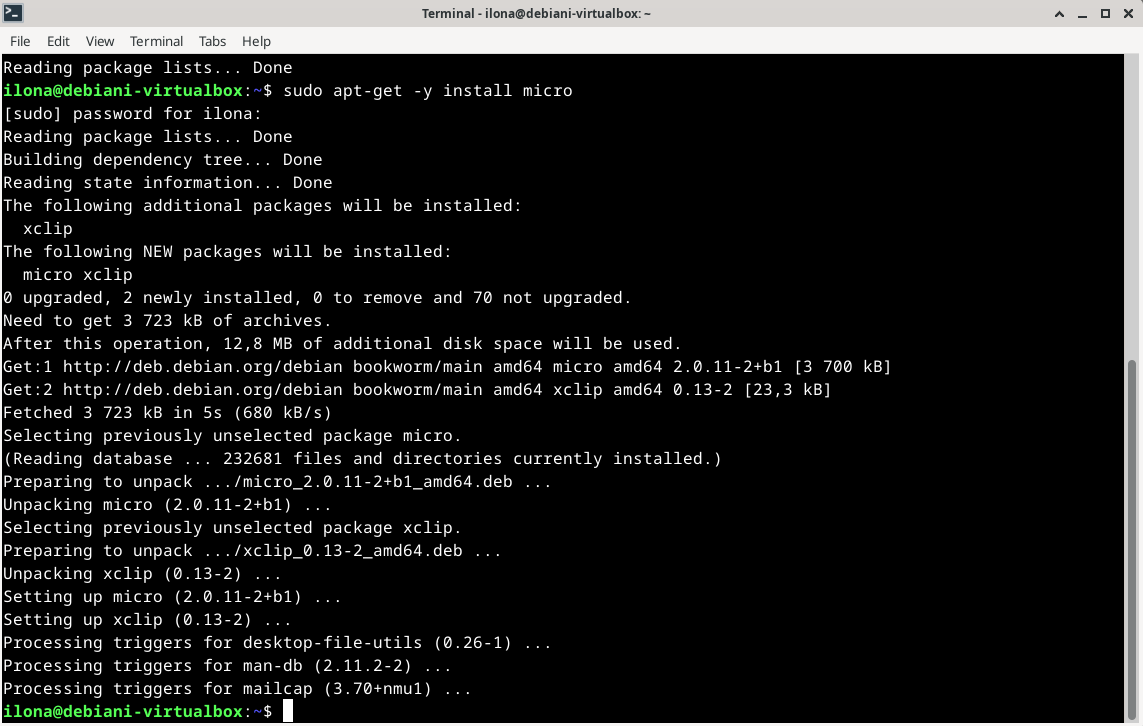 Terminal - ilona@debiani-virtualbox: ~
File Edit View Terminal Tabs Help
Reading package lists... Done
ilona@debiani-virtualbox:~$ sudo apt-get -y install micro
[sudo] password for ilona:
Reading package lists... Done
Building dependency tree... Done
Reading state information... Done
The following additional packages will be installed:
  xclip
The following NEW packages will be installed:
  micro xclip
0 upgraded, 2 newly installed, 0 to remove and 70 not upgraded.
Need to get 3 723 kB of archives.
After this operation, 12,8 MB of additional disk space will be used.
Get:1 http://deb.debian.org/debian bookworm/main amd64 micro amd64 2.0.11-2+b1 [3 700 kB]
Get:2 http://deb.debian.org/debian bookworm/main amd64 xclip amd64 0.13-2 [23,3 kB]
Fetched 3 723 kB in 5s (680 kB/s)
Selecting previously unselected package micro.
(Reading database ... 232681 files and directories currently installed.)
Preparing to unpack .../micro_2.0.11-2+b1_amd64.deb ...
Unpacking micro (2.0.11-2+b1) ...
Selecting previously unselected package xclip.
Preparing to unpack .../xclip_0.13-2_amd64.deb ...
Unpacking xclip (0.13-2) ...
Setting up micro (2.0.11-2+b1) ...
Setting up xclip (0.13-2) ...
Processing triggers for desktop-file-utils (0.26-1) ...
Processing triggers for man-db (2.11.2-2) ...
Processing triggers for mailcap (3.70+nmu1) ...
ilona@debiani-virtualbox:~$